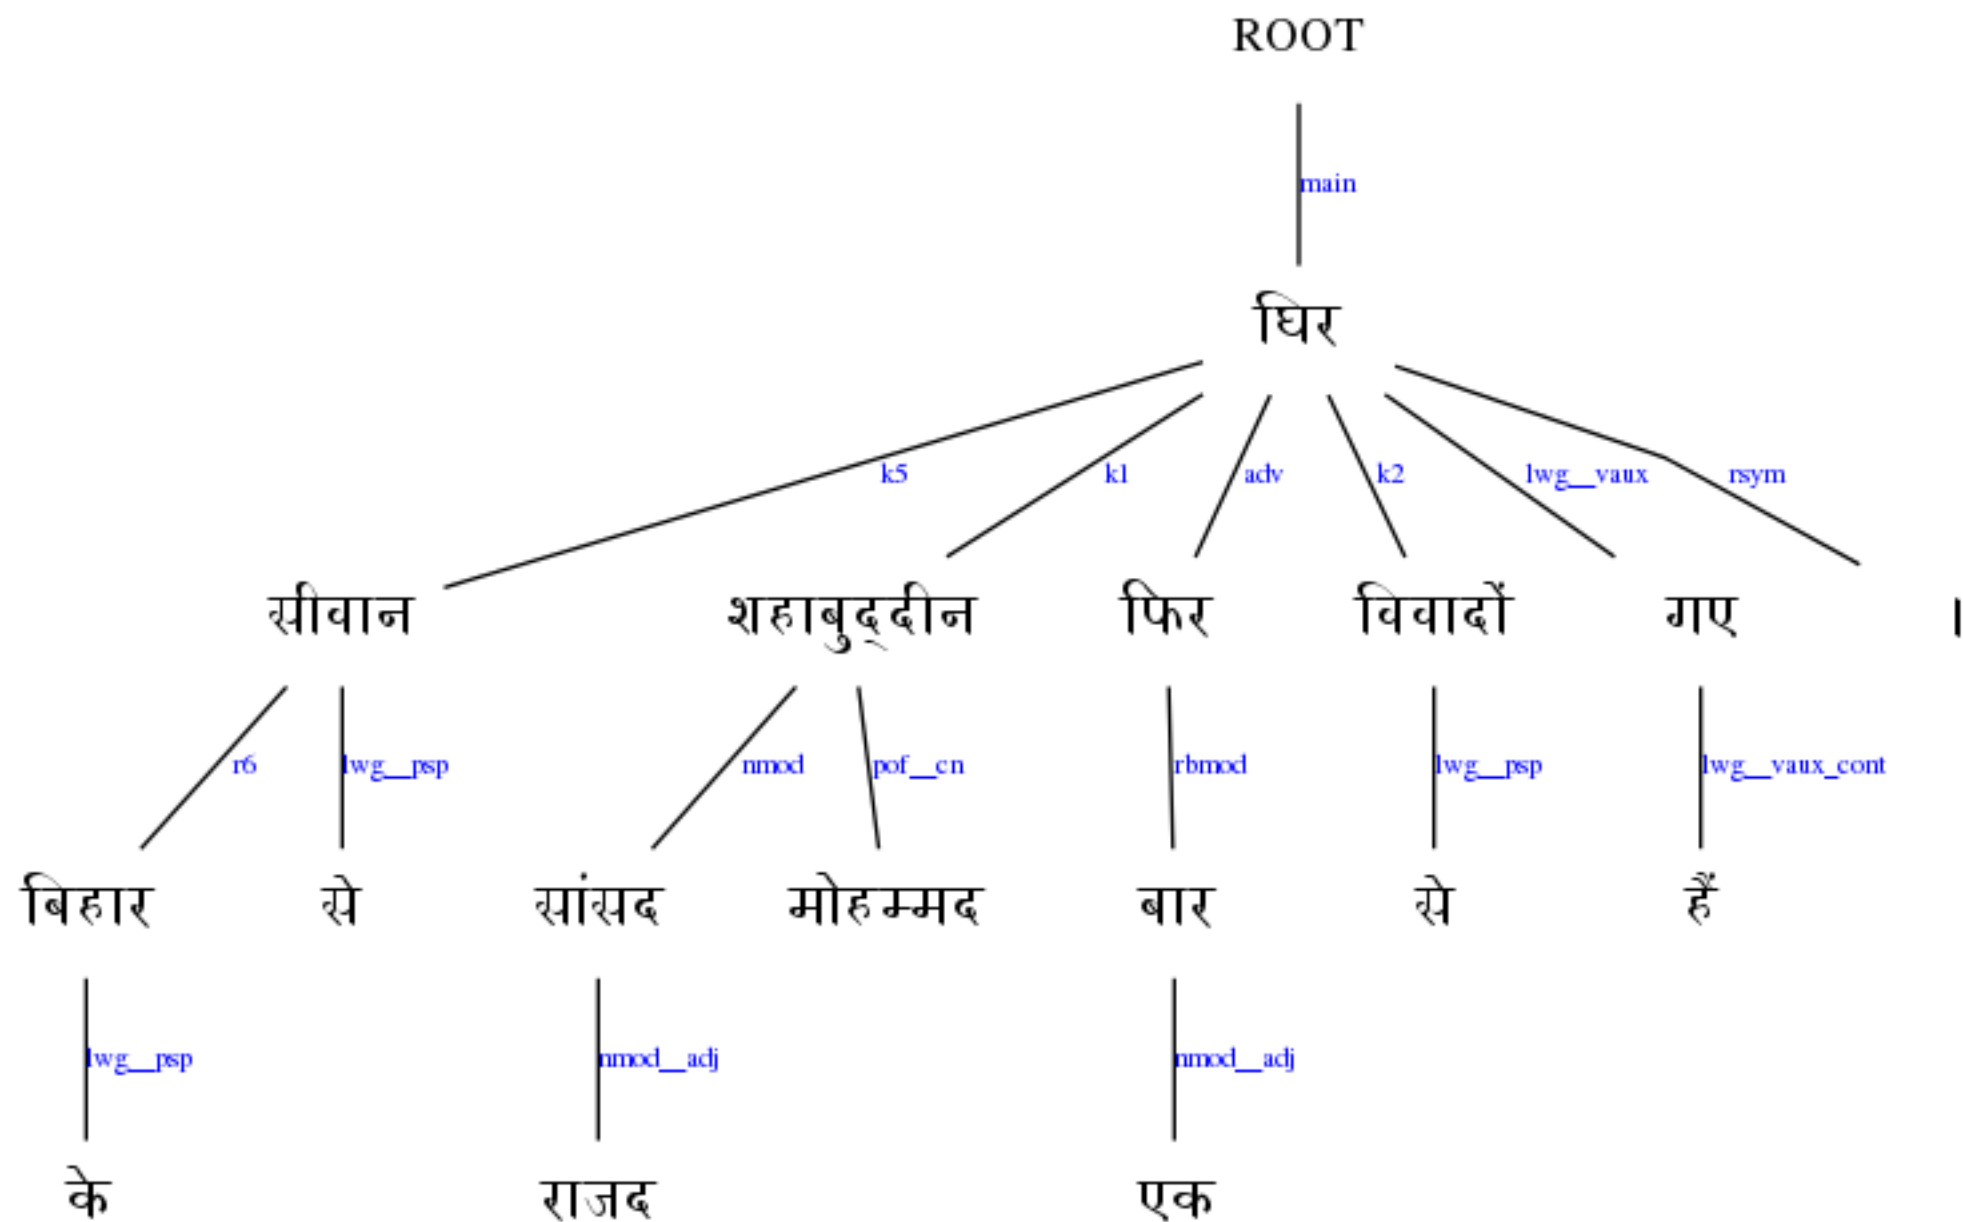 ROOT
main
घिर
k5 k1 adv k2 lwg__vaux rsym
सीवान शहाबुद्दीन फिर विवादों गए ।
r6 lwg__psp nmod pof__cn rbmod lwg__psp lwg__vaux_cont
बिहार से सांसद मोहम्मद बार से हैं
lwg__psp nmod__adj nmod__adj
के राजद एक